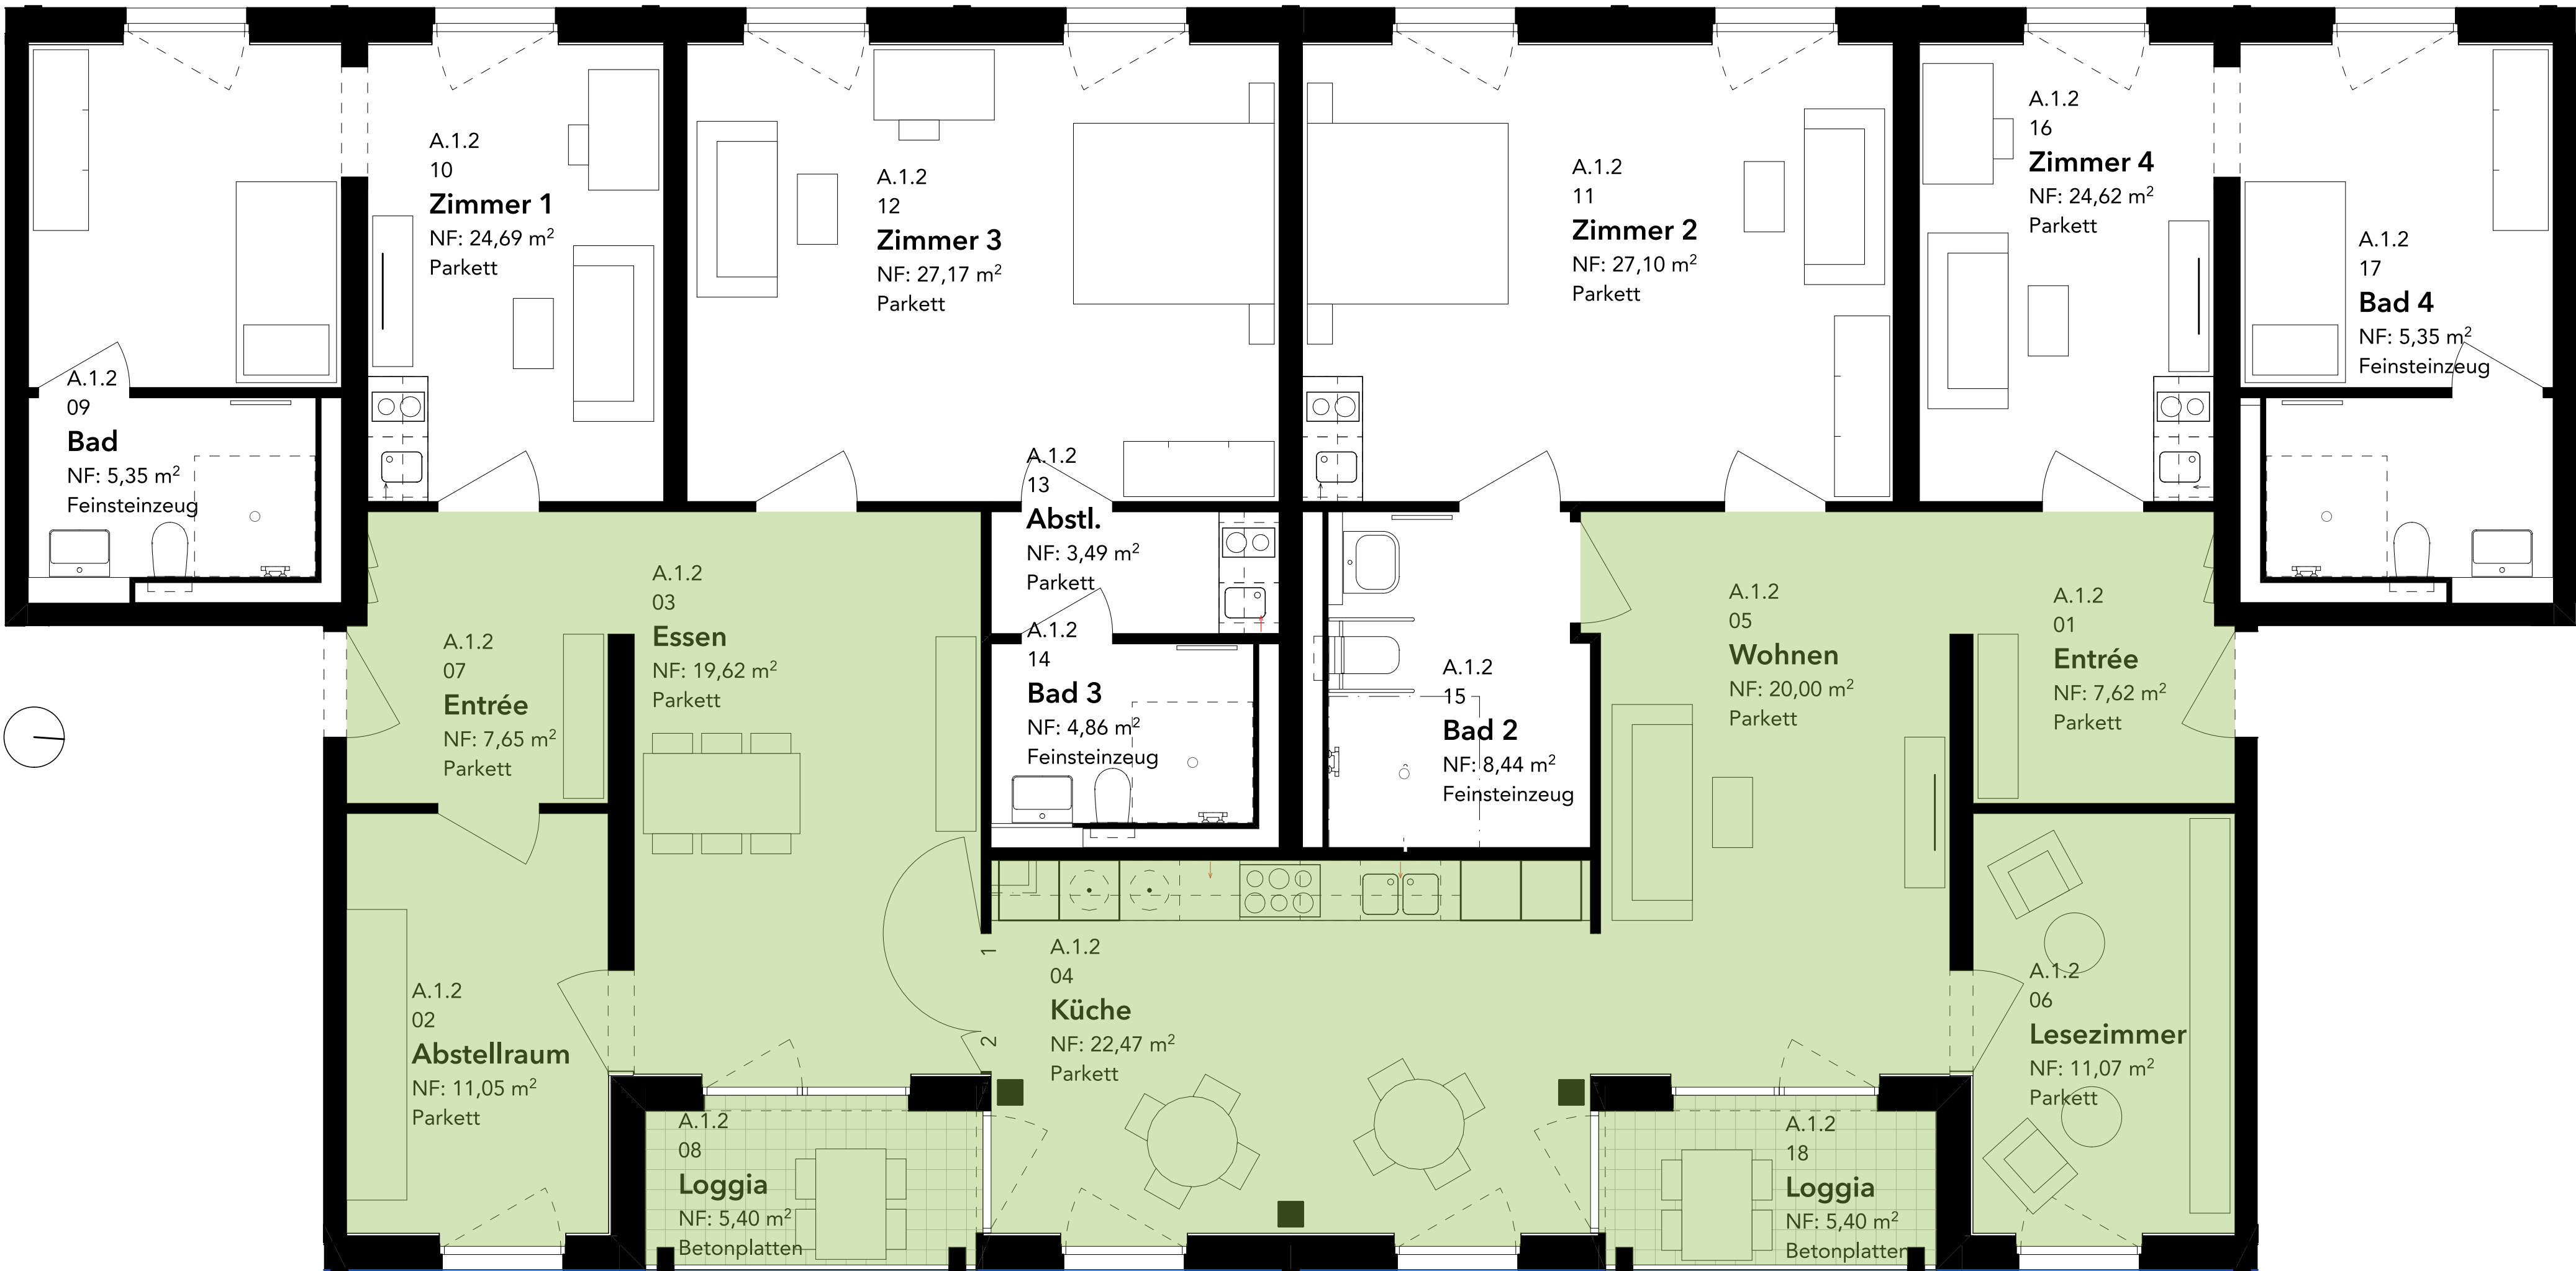 A.1.2
10
Zimmer 1
NF: 24,69 m²
Parkett
A.1.2
12
Zimmer 3
NF: 27,17 m²
Parkett
A.1.2
11
Zimmer 2
NF: 27,10 m²
Parkett
A.1.2
16
Zimmer 4
NF: 24,62 m²
Parkett
A.1.2
17
Bad 4
NF: 5,35 m²
Feinsteinzeug
A.1.2
09
Bad
NF: 5,35 m²
Feinsteinzeug
A.1.2
13
Abstl.
NF: 3,49 m²
Parkett
A.1.2
03
Essen
NF: 19,62 m²
Parkett
A.1.2
07
Entrée
NF: 7,65 m²
Parkett
A.1.2
14
Bad 3
NF: 4,86 m²
Feinsteinzeug
A.1.2
15
Bad 2
NF: 8,44 m²
Feinsteinzeug
A.1.2
05
Wohnen
NF: 20,00 m²
Parkett
A.1.2
01
Entrée
NF: 7,62 m²
Parkett
A.1.2
02
Abstellraum
NF: 11,05 m²
Parkett
1
2
A.1.2
04
Küche
NF: 22,47 m²
Parkett
A.1.2
06
Lesezimmer
NF: 11,07 m²
Parkett
A.1.2
08
Loggia
NF: 5,40 m²
Betonplatten
A.1.2
18
Loggia
NF: 5,40 m²
Betonplatten